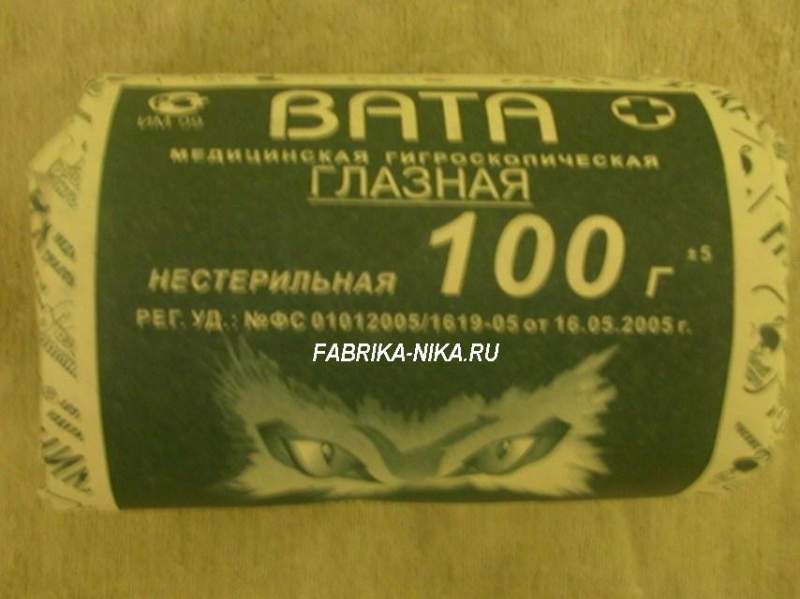 ВАТА
МЕДИЦИНСКАЯ ГИГРОСКОПИЧЕСКАЯ
ГЛАЗНАЯ
100 г ±5
НЕСТЕРИЛЬНАЯ
РЕГ. УД.: №ФС 01012005/1619-05 от 16.05.2005 г.
FABRIKA-NIKA.RU